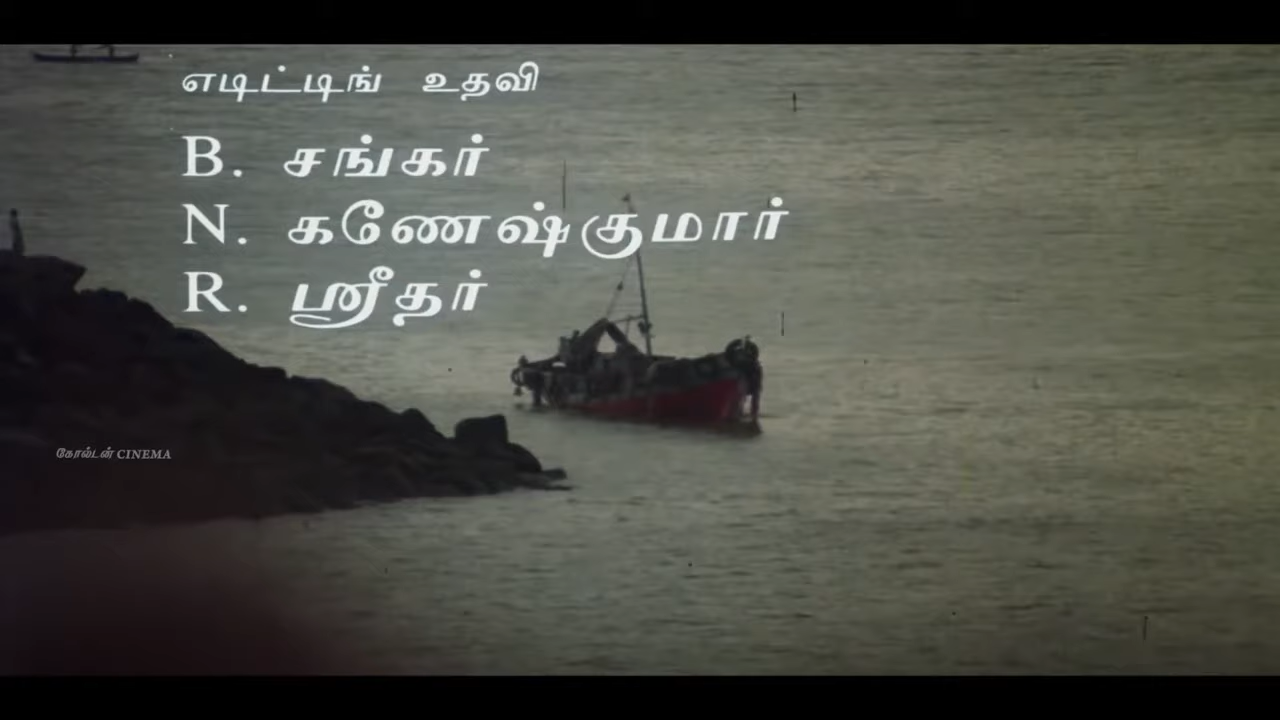 எடிட்டிங் உதவி
B. சங்கர்
N. கணேஷ்குமார்
R. ஸ்ரீதர்
கோல்டன் CINEMA